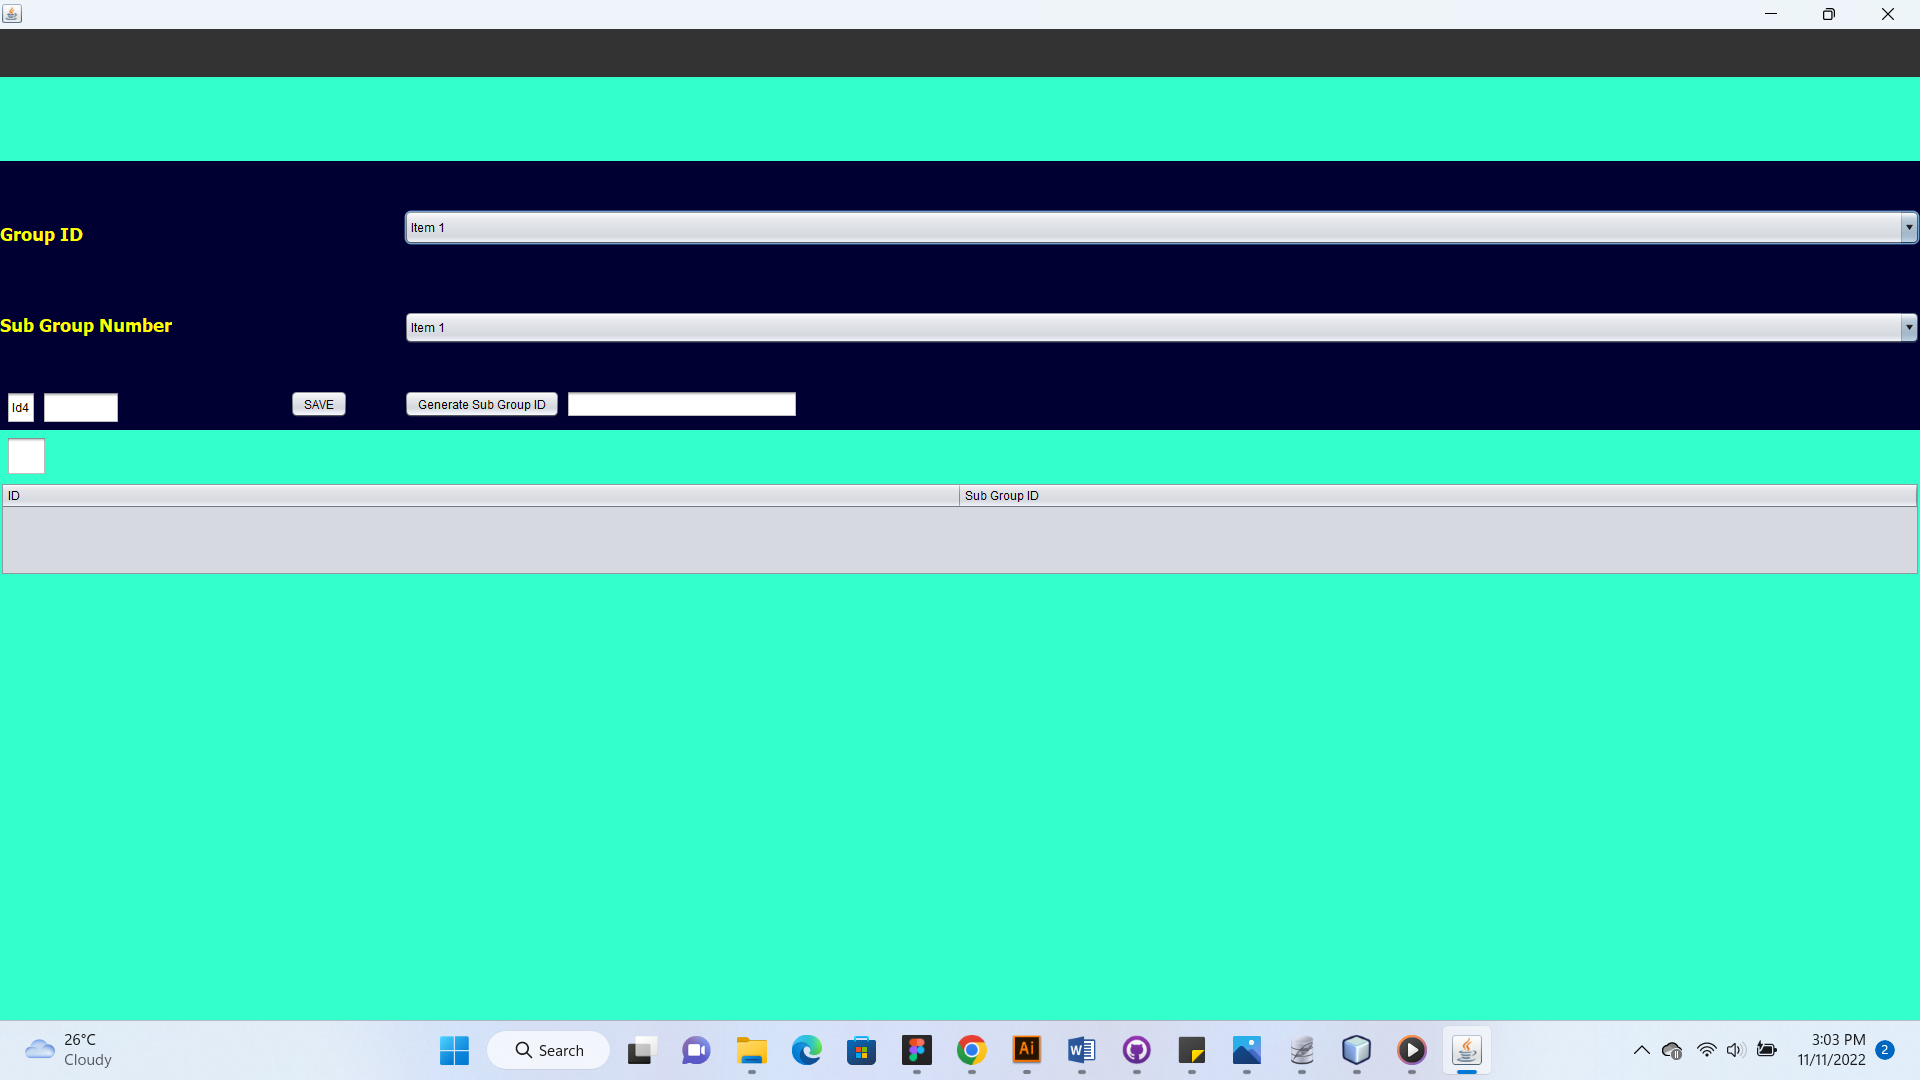 Group ID
Item 1
Sub Group Number
Item 1
Id4
SAVE
Generate Sub Group ID
ID
Sub Group ID
26°C
Cloudy
Search
Ai
W
3:03 PM
11/11/2022
2